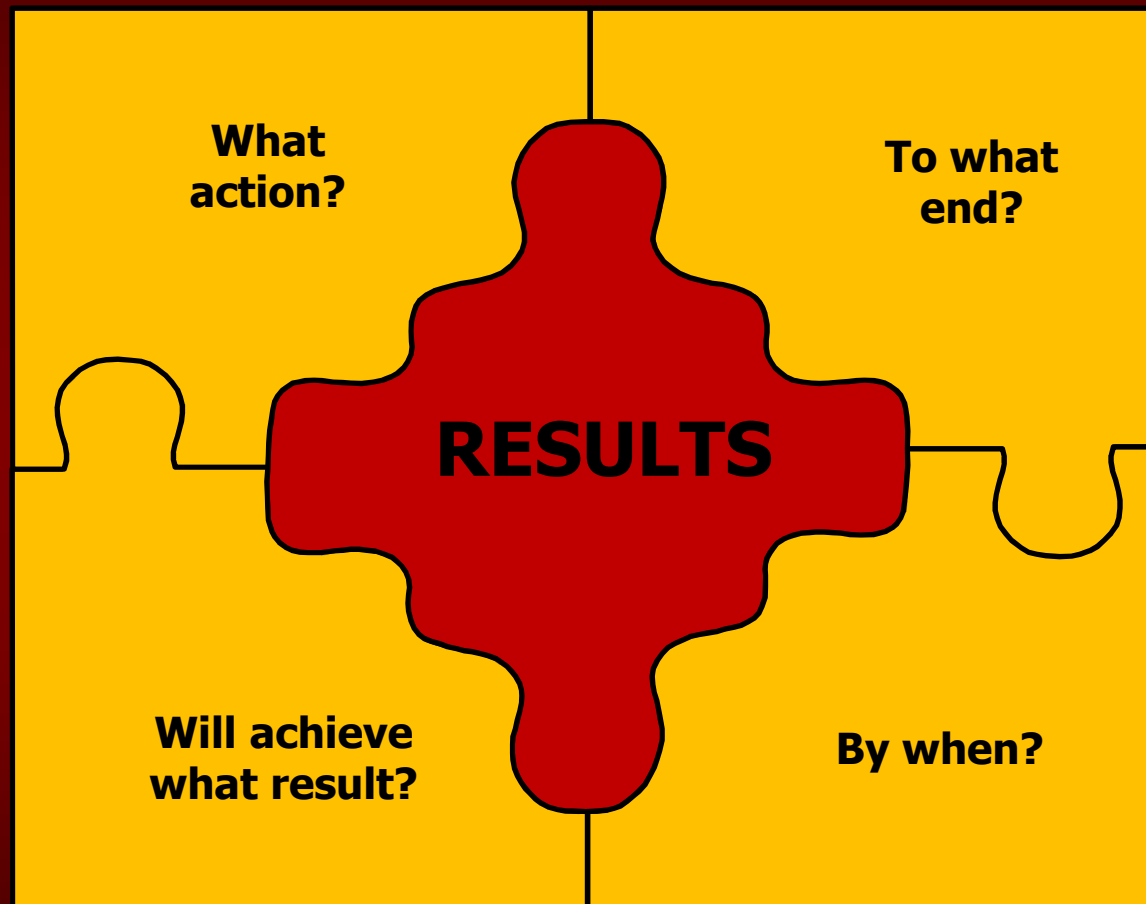 What
action?
To what
end?
RESULTS
Will achieve
what result?
By when?